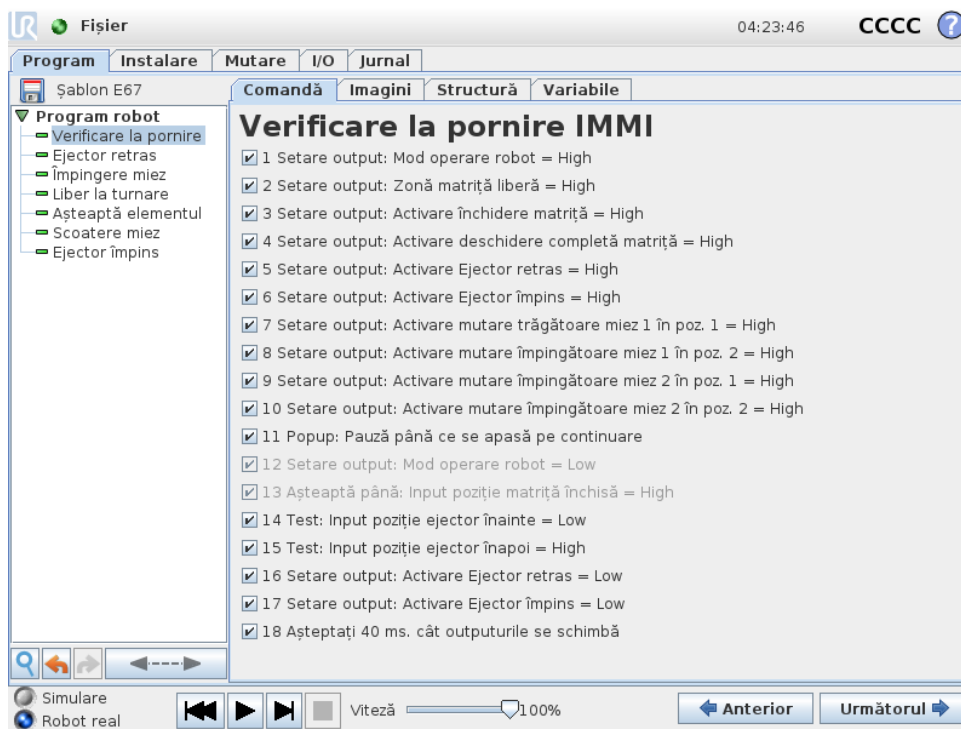 UR Fișier 04:23:46 CCCC ?
Program Instalare Mutare I/O Jurnal
Șablon E67
Program robot
Verificare la pornire
Ejector retras
Împingere miez
Liber la turnare
Așteaptă elementul
Scoatere miez
Ejector împins
Comandă Imagini Structură Variabile
Verificare la pornire IMMI
1 Setare output: Mod operare robot = High
2 Setare output: Zonă matriță liberă = High
3 Setare output: Activare închidere matriță = High
4 Setare output: Activare deschidere completă matriță = High
5 Setare output: Activare Ejector retras = High
6 Setare output: Activare Ejector împins = High
7 Setare output: Activare mutare trăgătoare miez 1 în poz. 1 = High
8 Setare output: Activare mutare împingătoare miez 1 în poz. 2 = High
9 Setare output: Activare mutare împingătoare miez 2 în poz. 1 = High
10 Setare output: Activare mutare împingătoare miez 2 în poz. 2 = High
11 Popup: Pauză până ce se apasă pe continuare
12 Setare output: Mod operare robot = Low
13 Așteaptă până: Input poziție matriță închisă = High
14 Test: Input poziție ejector înainte = Low
15 Test: Input poziție ejector înapoi = High
16 Setare output: Activare Ejector retras = Low
17 Setare output: Activare Ejector împins = Low
18 Așteptați 40 ms. cât outputurile se schimbă
Simulare
Robot real
Viteză 100%
Anterior Următorul